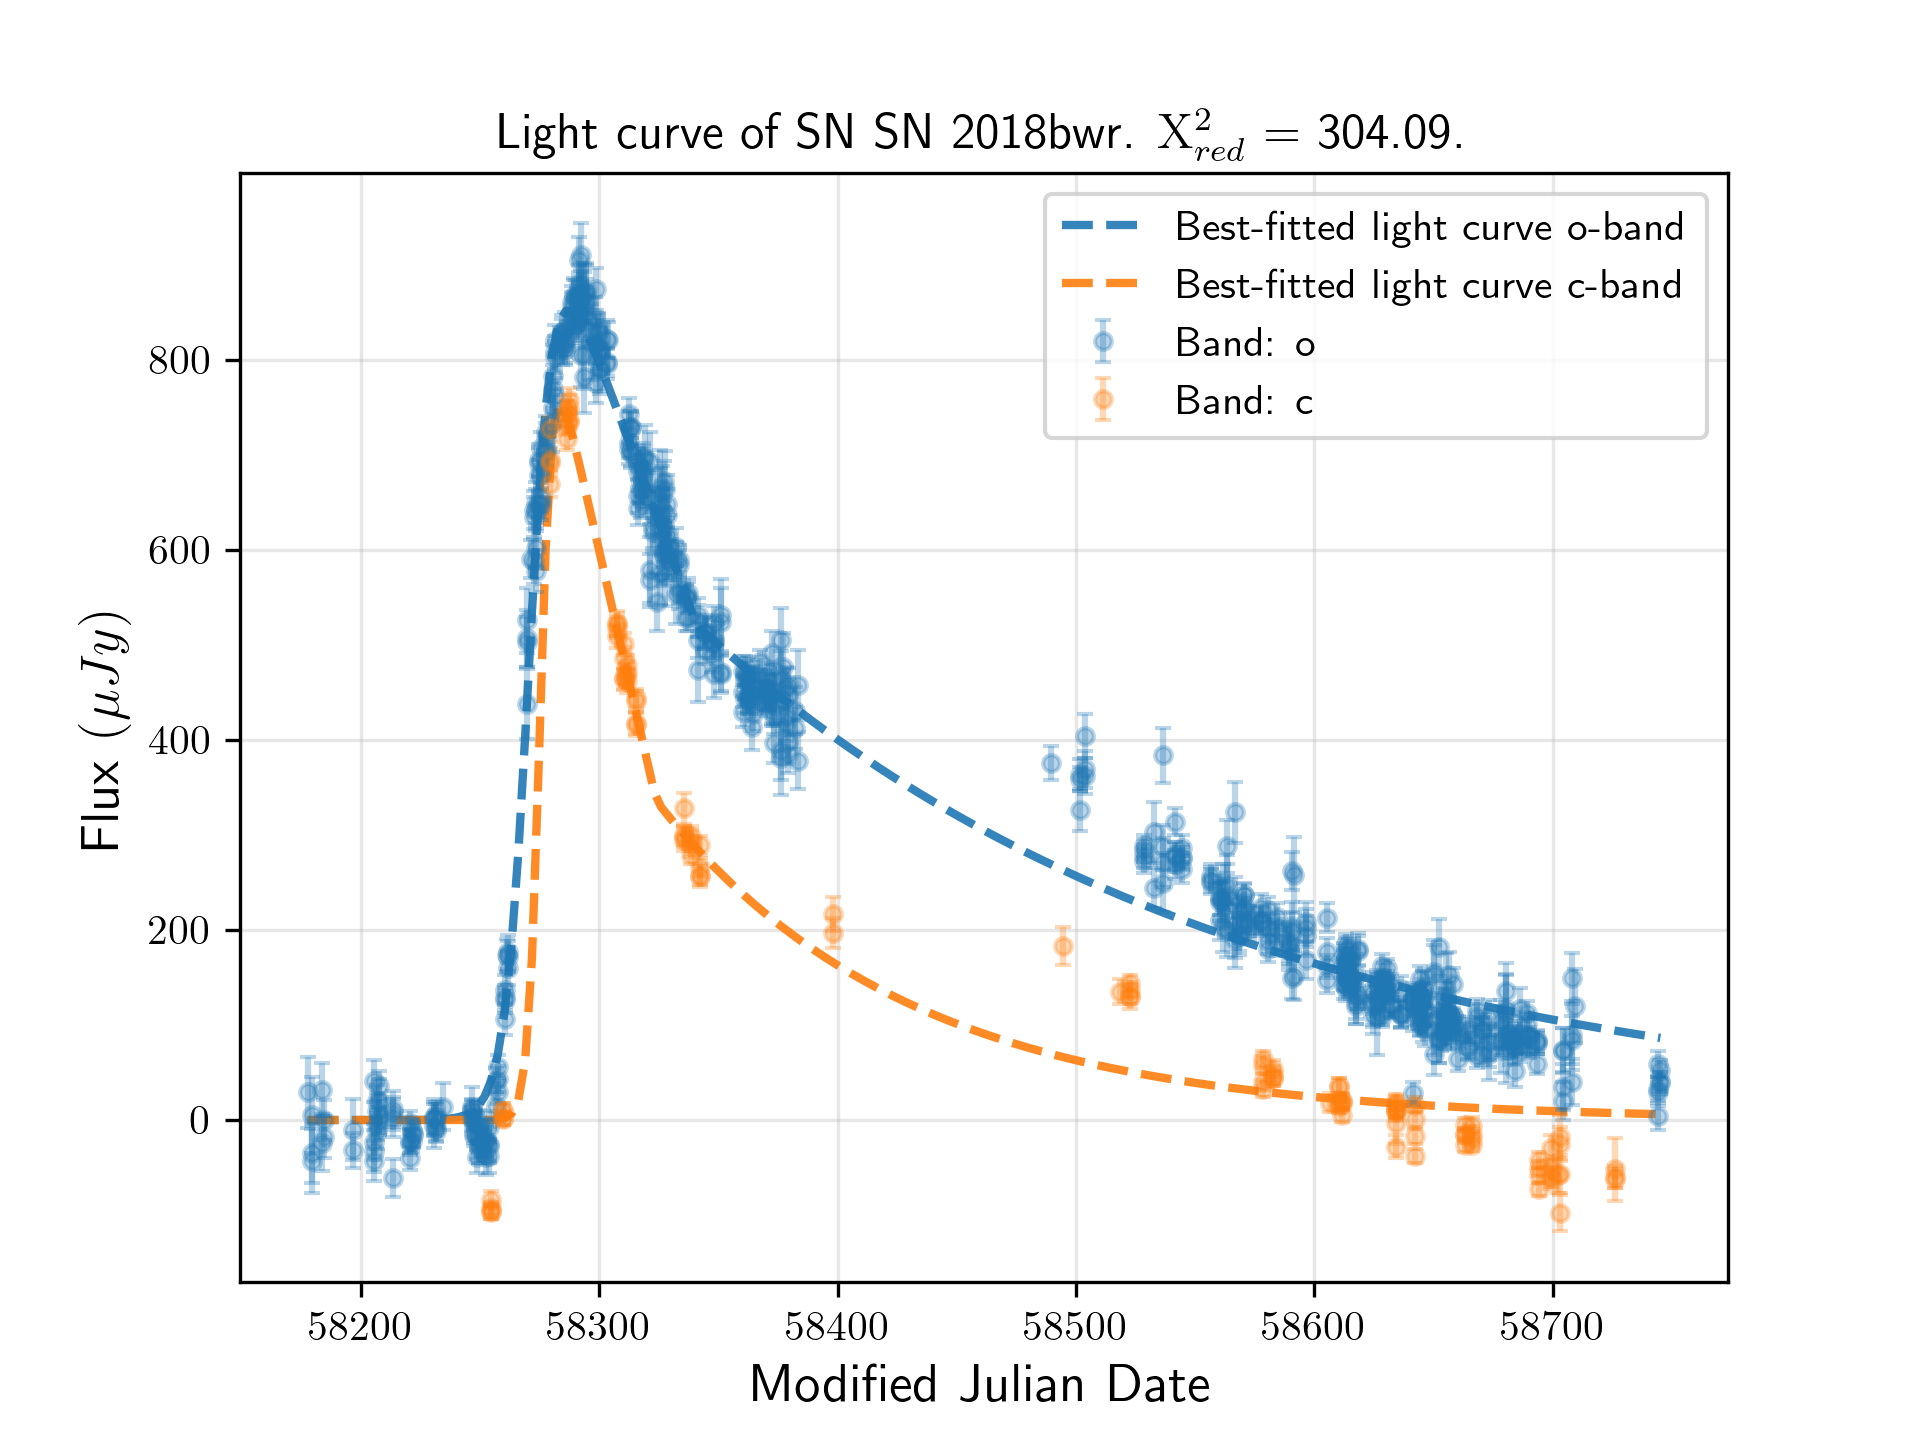 Light curve of SN SN 2018bwr. X²_red = 304.09.
Best-fitted light curve o-band
Best-fitted light curve c-band
Band: o
Band: c
Flux (μJy)
800
600
400
200
0
58200 58300 58400 58500 58600 58700
Modified Julian Date